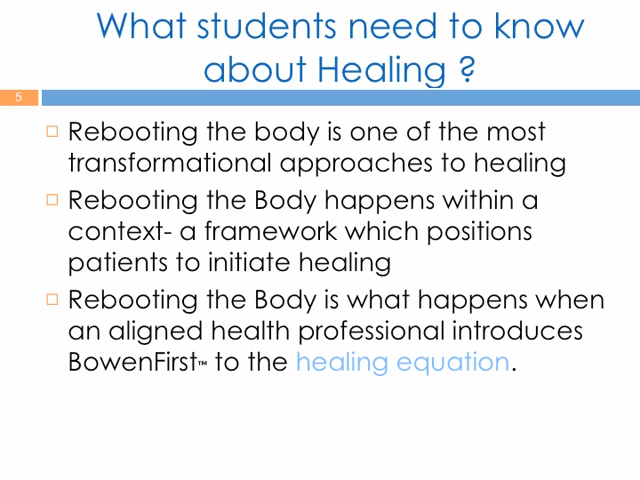 What students need to know
about Healing ?
5
Rebooting the body is one of the most
transformational approaches to healing
Rebooting the Body happens within a
context- a framework which positions
patients to initiate healing
Rebooting the Body is what happens when
an aligned health professional introduces
BowenFirst™ to the healing equation.